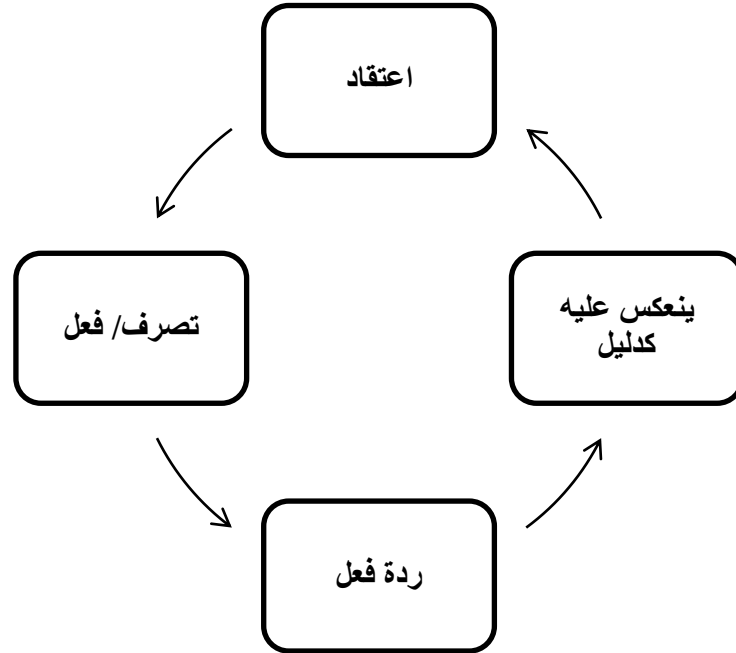 اعتقاد
تصرف/ فعل
ردة فعل
ينعكس عليه
كدليل